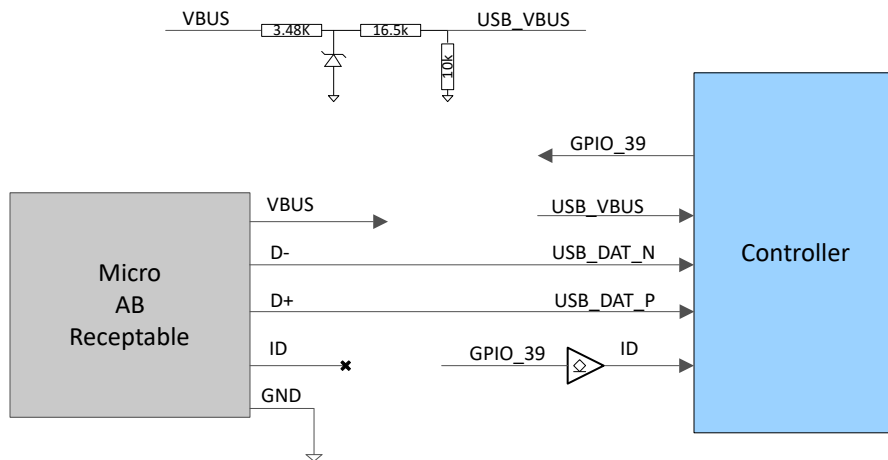 VBUS
USB_VBUS
3.48K
16.5k
10k
GPIO_39
VBUS
USB_VBUS
D-
USB_DAT_N
Controller
Micro
AB
Receptable
D+
USB_DAT_P
ID
GPIO_39
ID
GND